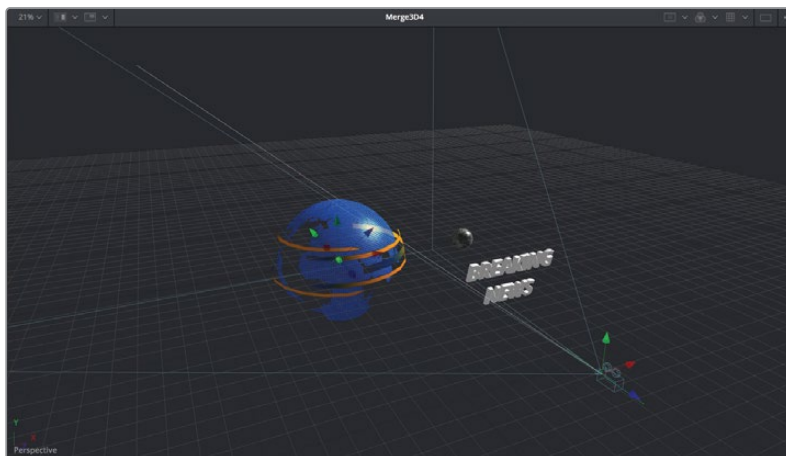 21%
Merge3D4
BREAKING
NEWS
Y
X
Perspective